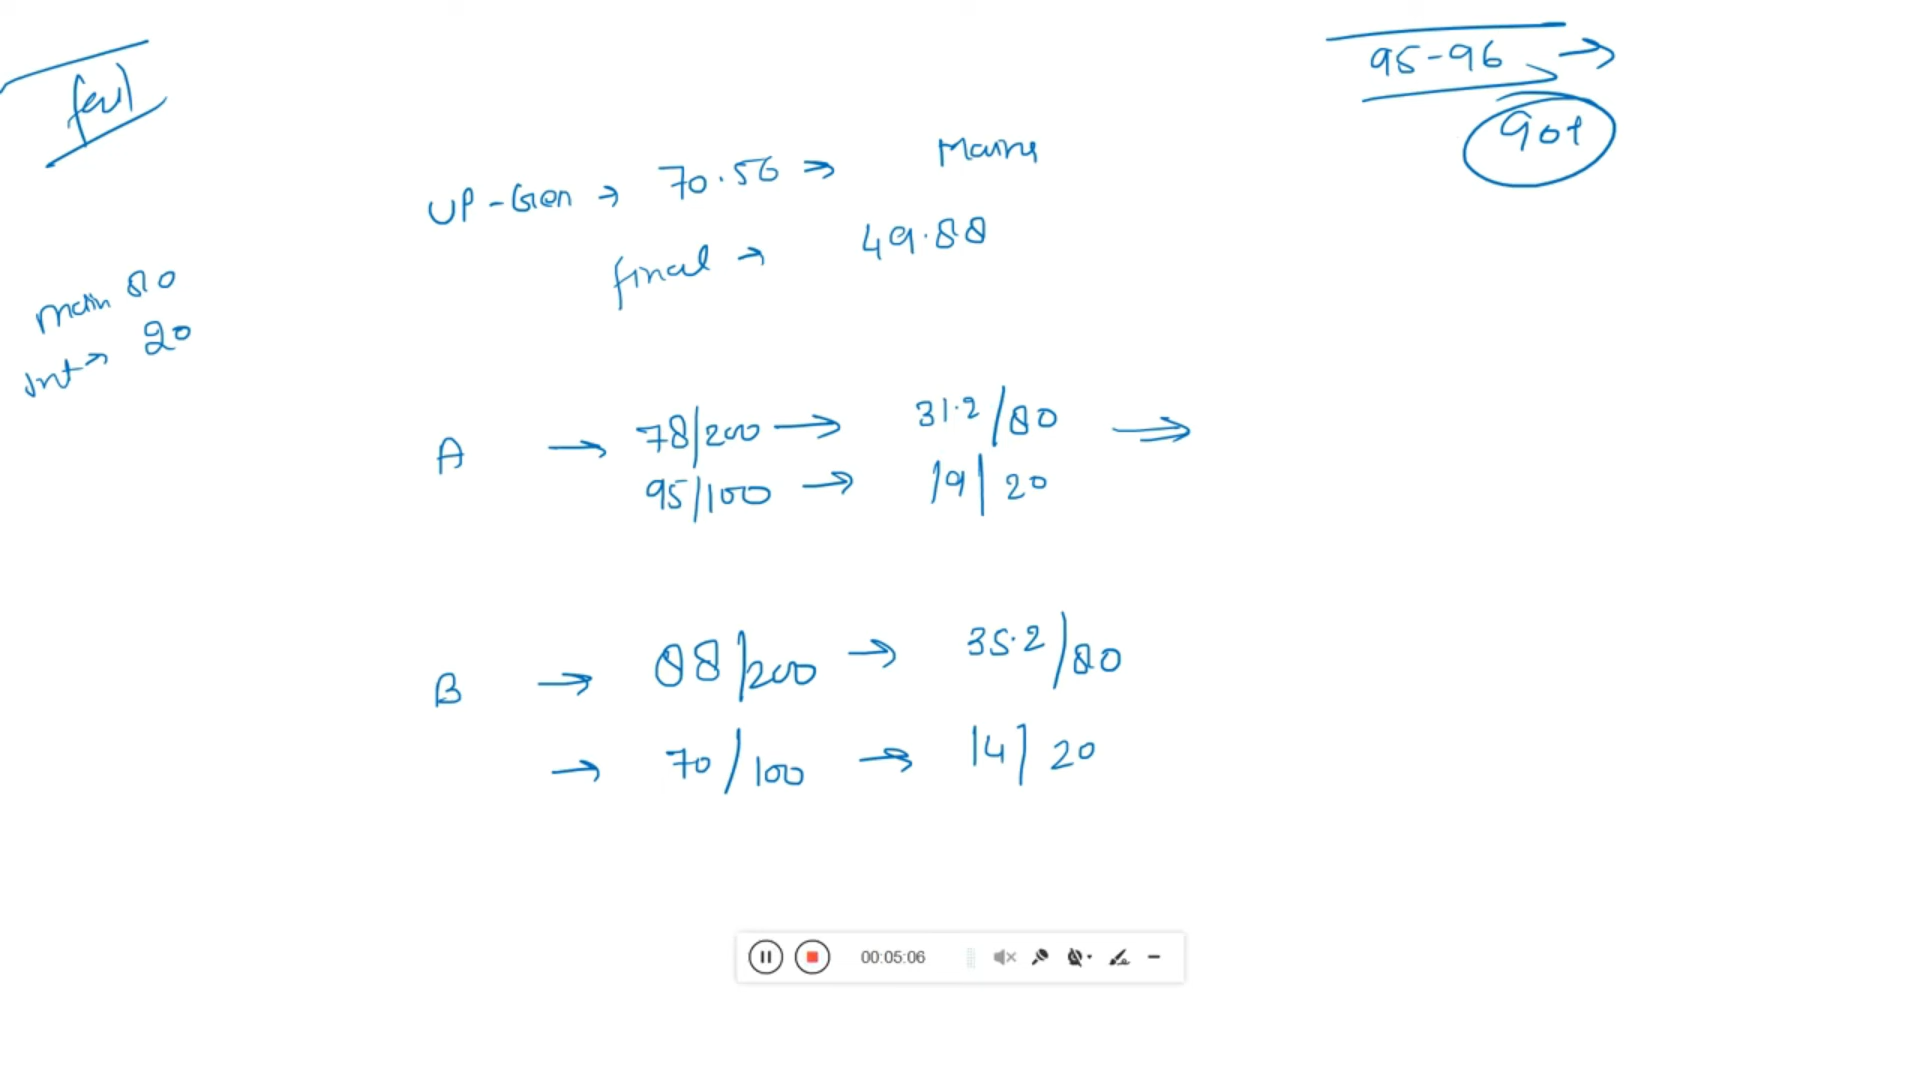 95-96 →
90+
fail
UP-Gen → 70.56 → Mains
final → 49.88
main 80
Int → 20
A → 78/200 → 31.2/80 ⇒
95/100 → 19/20
B → 88/200 → 35.2/80
→ 70/100 → 14/20
00:05:06